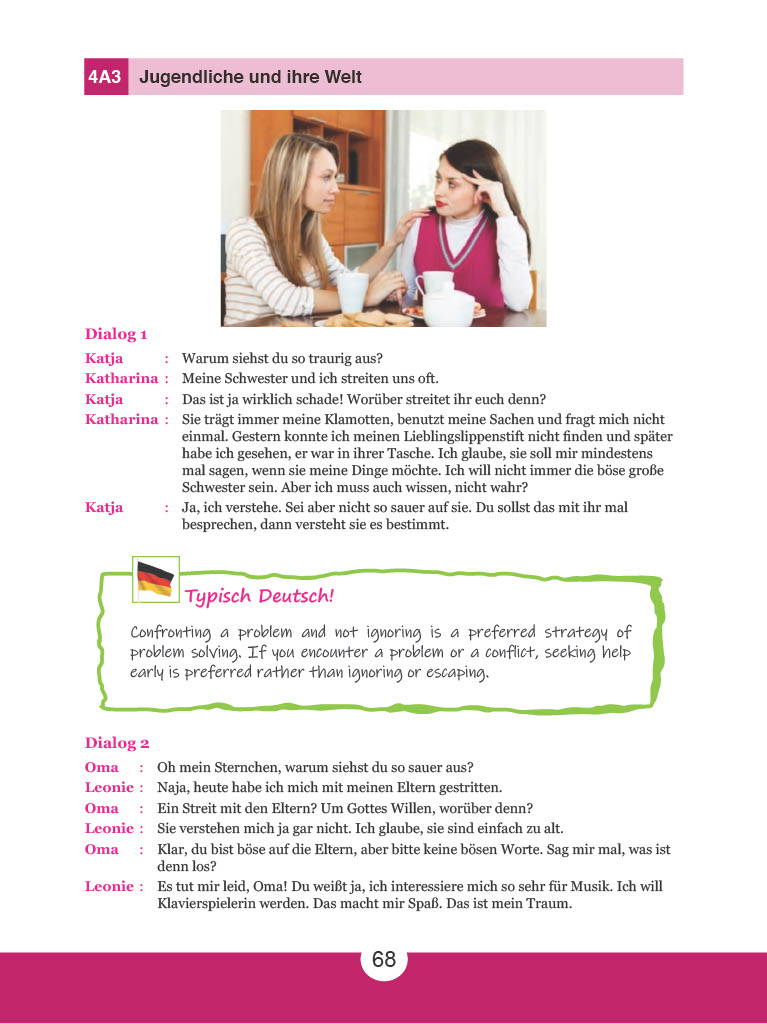 4A3 Jugendliche und ihre Welt
Dialog 1
Katja : Warum siehst du so traurig aus?
Katharina : Meine Schwester und ich streiten uns oft.
Katja : Das ist ja wirklich schade! Worüber streitet ihr euch denn?
Katharina : Sie trägt immer meine Klamotten, benutzt meine Sachen und fragt mich nicht
einmal. Gestern konnte ich meinen Lieblingslippenstift nicht finden und später
habe ich gesehen, er war in ihrer Tasche. Ich glaube, sie soll mir mindestens
mal sagen, wenn sie meine Dinge möchte. Ich will nicht immer die böse große
Schwester sein. Aber ich muss auch wissen, nicht wahr?
Katja : Ja, ich verstehe. Sei aber nicht so sauer auf sie. Du sollst das mit ihr mal
besprechen, dann versteht sie es bestimmt.
Typisch Deutsch!
Confronting a problem and not ignoring is a preferred strategy of
problem solving. If you encounter a problem or a conflict, seeking help
early is preferred rather than ignoring or escaping.
Dialog 2
Oma : Oh mein Sternchen, warum siehst du so sauer aus?
Leonie : Naja, heute habe ich mich mit meinen Eltern gestritten.
Oma : Ein Streit mit den Eltern? Um Gottes Willen, worüber denn?
Leonie : Sie verstehen mich ja gar nicht. Ich glaube, sie sind einfach zu alt.
Oma : Klar, du bist böse auf die Eltern, aber bitte keine bösen Worte. Sag mir mal, was ist
denn los?
Leonie : Es tut mir leid, Oma! Du weißt ja, ich interessiere mich so sehr für Musik. Ich will
Klavierspielerin werden. Das macht mir Spaß. Das ist mein Traum.
68